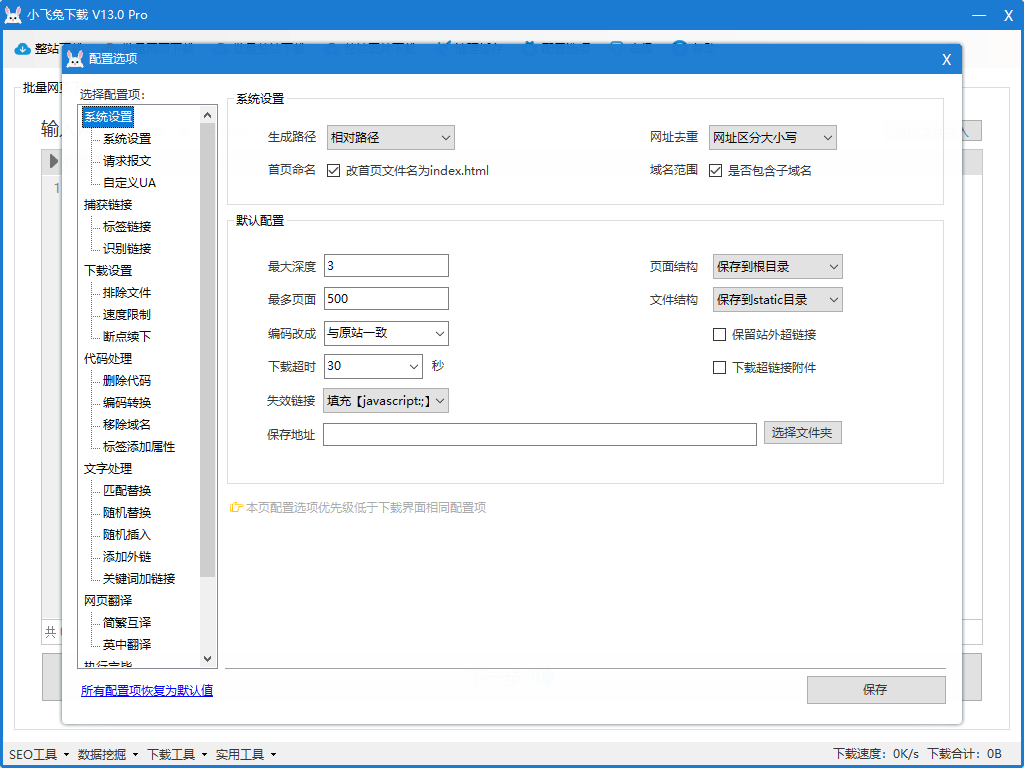 小飞兔下载 V13.0 Pro
整站
配置选项
X
批量网
选择配置项:
输
1
共
系统设置
系统设置
请求报文
自定义UA
捕获链接
标签链接
识别链接
下载设置
排除文件
速度限制
断点续下
代码处理
删除代码
编码转换
移除域名
标签添加属性
文字处理
匹配替换
随机替换
随机插入
添加外链
关键词加链接
网页翻译
简繁互译
英中翻译
执行完毕
所有配置项恢复为默认值
系统设置
生成路径 相对路径 网址去重 网址区分大小写
首页命名 改首页文件名为index.html 域名范围 是否包含子域名
默认配置
最大深度 3 页面结构 保存到根目录
最多页面 500 文件结构 保存到static目录
编码改成 与原站一致 保留站外超链接
下载超时 30 秒 下载超链接附件
失效链接 填充【javascript:;】
保存地址 选择文件夹
本页配置选项优先级低于下载界面相同配置项
保存
SEO工具 数据挖掘 下载工具 实用工具 下载速度: 0K/s 下载合计: 0B